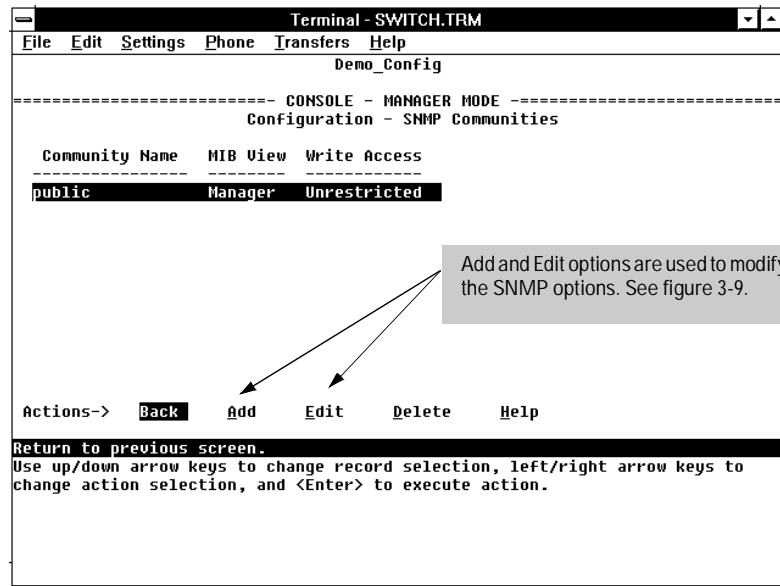 Terminal - SWITCH.TRM
File Edit Settings Phone Transfers Help
Demo_Config
==========================- CONSOLE - MANAGER MODE -===========================
Configuration - SNMP Communities
Community Name MIB View Write Access
---------------- -------- ------------
public Manager Unrestricted
Add and Edit options are used to modify
the SNMP options. See figure 3-9.
Actions-> Back Add Edit Delete Help
Return to previous screen.
Use up/down arrow keys to change record selection, left/right arrow keys to
change action selection, and <Enter> to execute action.